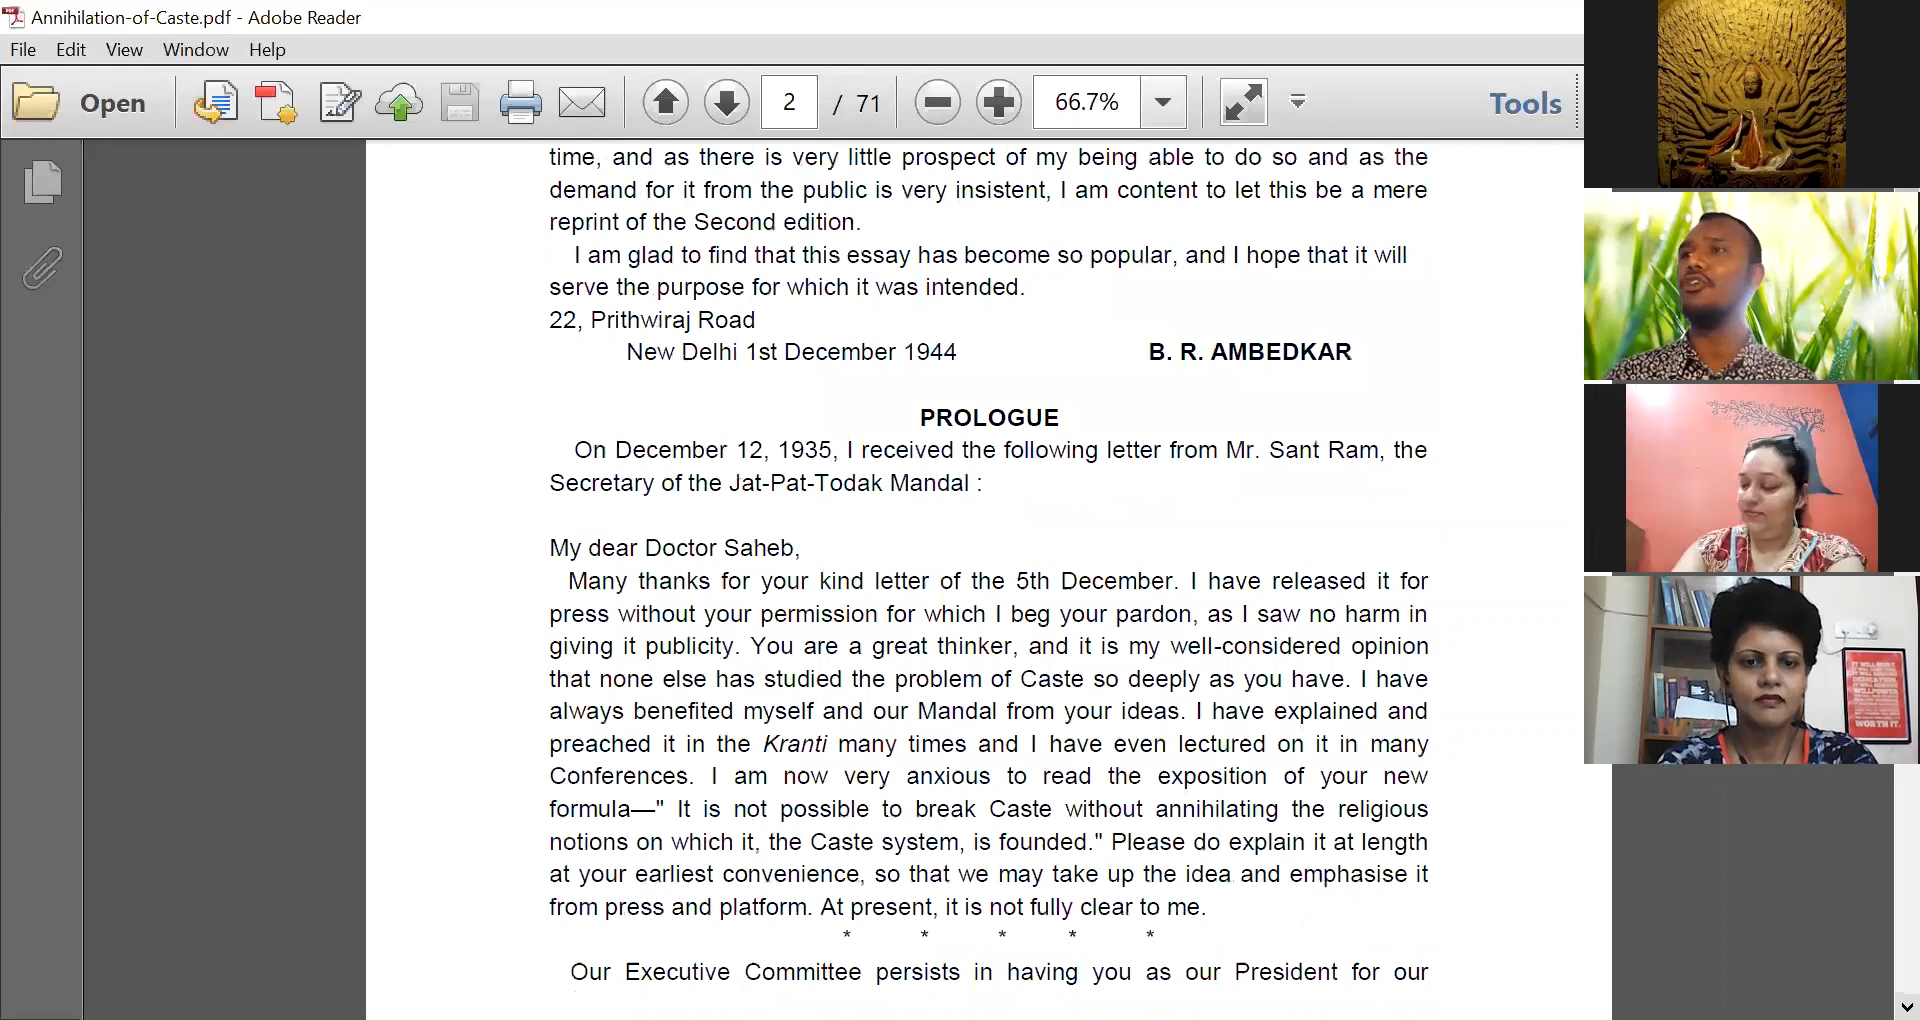 Annihilation-of-Caste.pdf - Adobe Reader
File Edit View Window Help
Open 2 / 71 66.7% Tools
time, and as there is very little prospect of my being able to do so and as the
demand for it from the public is very insistent, I am content to let this be a mere
reprint of the Second edition.
I am glad to find that this essay has become so popular, and I hope that it will
serve the purpose for which it was intended.
22, Prithwiraj Road
New Delhi 1st December 1944 B. R. AMBEDKAR
PROLOGUE
On December 12, 1935, I received the following letter from Mr. Sant Ram, the
Secretary of the Jat-Pat-Todak Mandal :
My dear Doctor Saheb,
Many thanks for your kind letter of the 5th December. I have released it for
press without your permission for which I beg your pardon, as I saw no harm in
giving it publicity. You are a great thinker, and it is my well-considered opinion
that none else has studied the problem of Caste so deeply as you have. I have
always benefited myself and our Mandal from your ideas. I have explained and
preached it in the Kranti many times and I have even lectured on it in many
Conferences. I am now very anxious to read the exposition of your new
formula—" It is not possible to break Caste without annihilating the religious
notions on which it, the Caste system, is founded." Please do explain it at length
at your earliest convenience, so that we may take up the idea and emphasise it
from press and platform. At present, it is not fully clear to me.
* * * * *
Our Executive Committee persists in having you as our President for our
DEDICATION
WILLPOWER
WORTH IT.